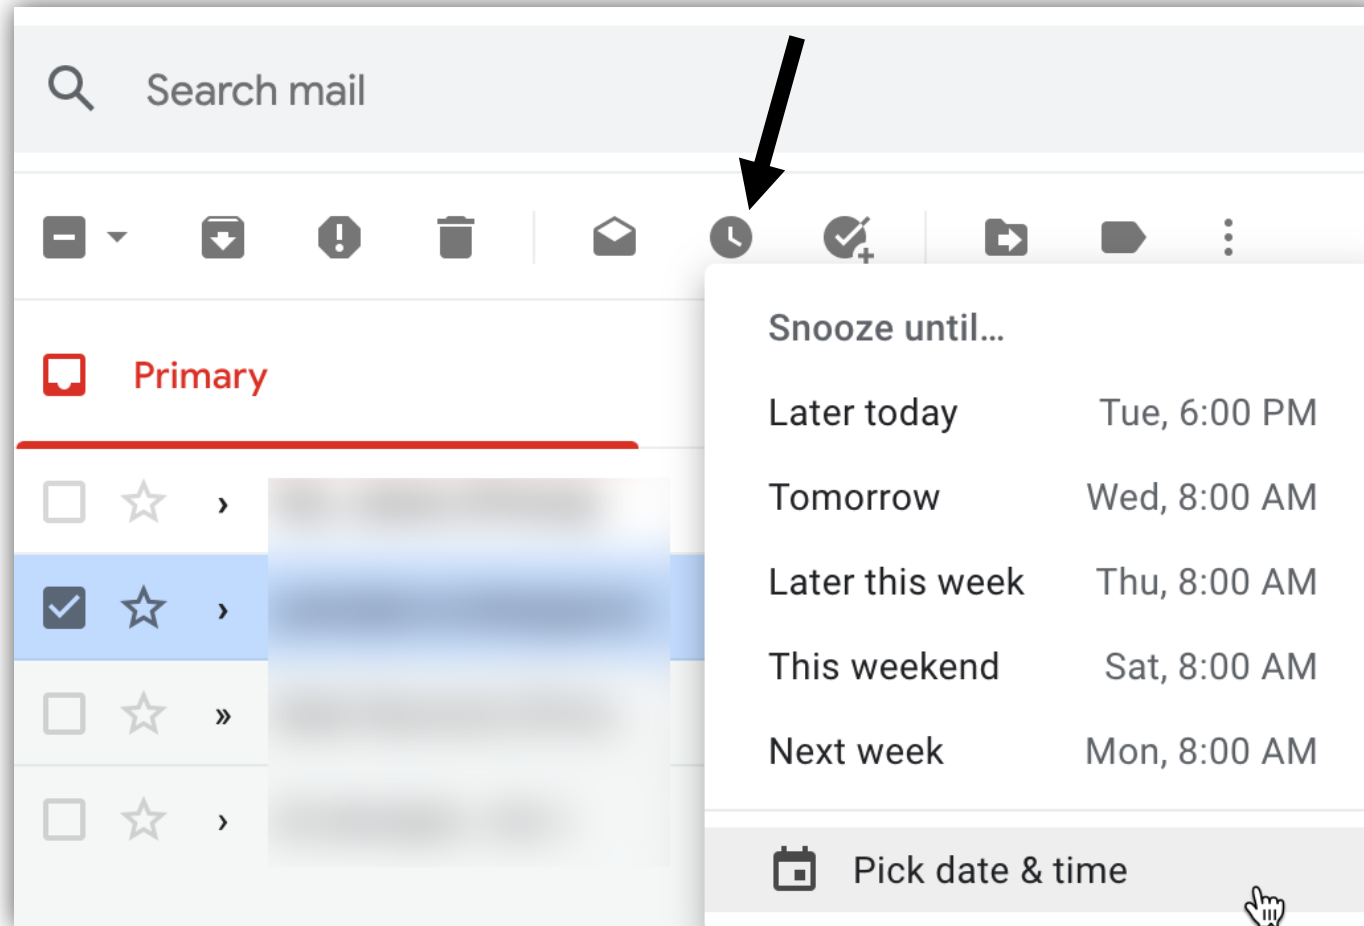 Search mail
Primary
Snooze until...
Later today Tue, 6:00 PM
Tomorrow Wed, 8:00 AM
Later this week Thu, 8:00 AM
This weekend Sat, 8:00 AM
Next week Mon, 8:00 AM
Pick date & time